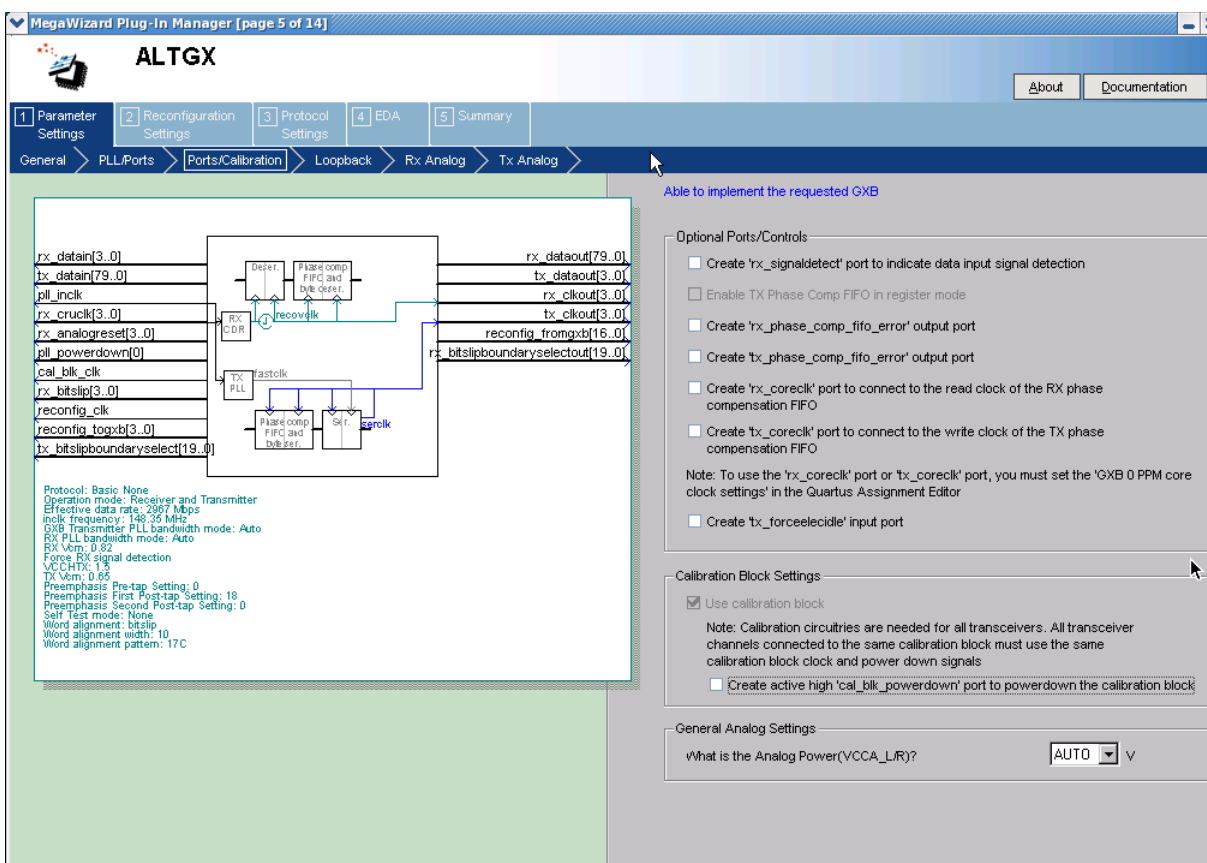 MegaWizard Plug-In Manager [page 5 of 14]
ALTGX
About
Documentation
1 Parameter Settings
2 Reconfiguration Settings
3 Protocol Settings
4 EDA
5 Summary
General
PLL/Ports
Ports/Calibration
Loopback
Rx Analog
Tx Analog
Able to implement the requested GXB
rx_datain[3..0]
tx_datain[79..0]
pll_inclk
rx_cruclk[3..0]
rx_analogreset[3..0]
pll_powerdown[0]
cal_blk_clk
rx_bitslip[3..0]
reconfig_clk
reconfig_togxb[3..0]
tx_bitslipboundaryselect[19..0]
Deser.
Phase comp
FIFO and
byte deser.
RX
CDR
recovclk
TX
PLL
fastclk
Phase comp
FIFO and
byte ser.
Ser.
serclk
rx_dataout[79..0]
tx_dataout[3..0]
rx_clkout[3..0]
tx_clkout[3..0]
reconfig_fromgxb[16..0]
rx_bitslipboundaryselectout[19..0]
Protocol: Basic None
Operation mode: Receiver and Transmitter
Effective data rate: 2967 Mbps
inclk frequency: 148.35 MHz
GXB Transmitter PLL bandwidth mode: Auto
RX PLL bandwidth mode: Auto
RX Vcm: 0.82
Force RX signal detection
VCCHTX: 1.5
TX Vcm: 0.65
Preemphasis Pre-tap Setting: 0
Preemphasis First Post-tap Setting: 18
Preemphasis Second Post-tap Setting: 0
Self Test mode: None
Word alignment: bitslip
Word alignment width: 10
Word alignment pattern: 17C
Optional Ports/Controls
Create 'rx_signaldetect' port to indicate data input signal detection
Enable TX Phase Comp FIFO in register mode
Create 'rx_phase_comp_fifo_error' output port
Create 'tx_phase_comp_fifo_error' output port
Create 'rx_coreclk' port to connect to the read clock of the RX phase
compensation FIFO
Create 'tx_coreclk' port to connect to the write clock of the TX phase
compensation FIFO
Note: To use the 'rx_coreclk' port or 'tx_coreclk' port, you must set the 'GXB 0 PPM core
clock settings' in the Quartus Assignment Editor
Create 'tx_forceelecidle' input port
Calibration Block Settings
Use calibration block
Note: Calibration circuitries are needed for all transceivers. All transceiver
channels connected to the same calibration block must use the same
calibration block clock and power down signals
Create active high 'cal_blk_powerdown' port to powerdown the calibration block
General Analog Settings
What is the Analog Power(VCCA_L/R)?
AUTO
V